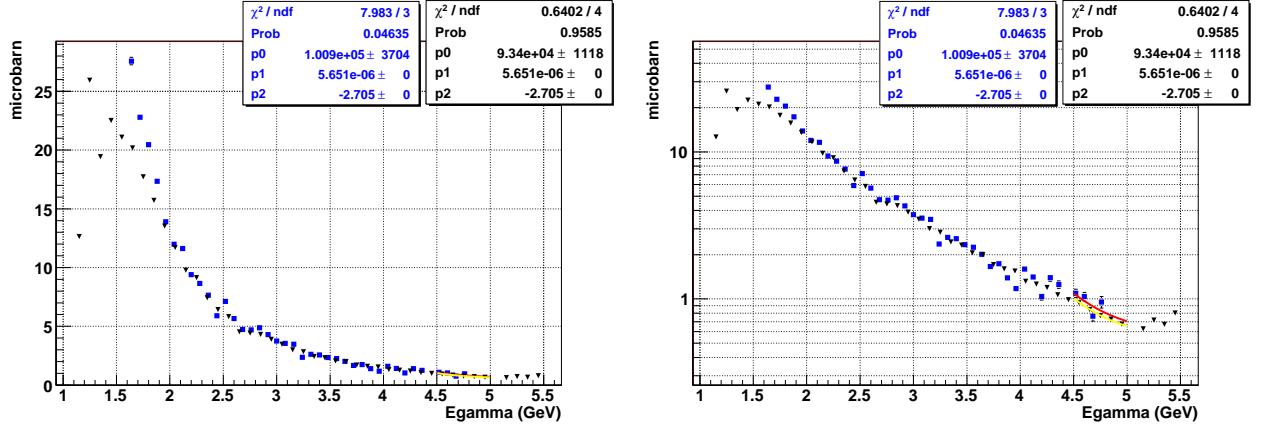 χ² / ndf 7.983 / 3
Prob 0.04635
p0 1.009e+05 ± 3704
p1 5.651e-06 ± 0
p2 -2.705 ± 0
χ² / ndf 0.6402 / 4
Prob 0.9585
p0 9.34e+04 ± 1118
p1 5.651e-06 ± 0
p2 -2.705 ± 0
microbarn
25
20
15
10
5
0
1 1.5 2 2.5 3 3.5 4 4.5 5 5.5
Egamma (GeV)
χ² / ndf 7.983 / 3
Prob 0.04635
p0 1.009e+05 ± 3704
p1 5.651e-06 ± 0
p2 -2.705 ± 0
χ² / ndf 0.6402 / 4
Prob 0.9585
p0 9.34e+04 ± 1118
p1 5.651e-06 ± 0
p2 -2.705 ± 0
microbarn
10
1
1 1.5 2 2.5 3 3.5 4 4.5 5 5.5
Egamma (GeV)